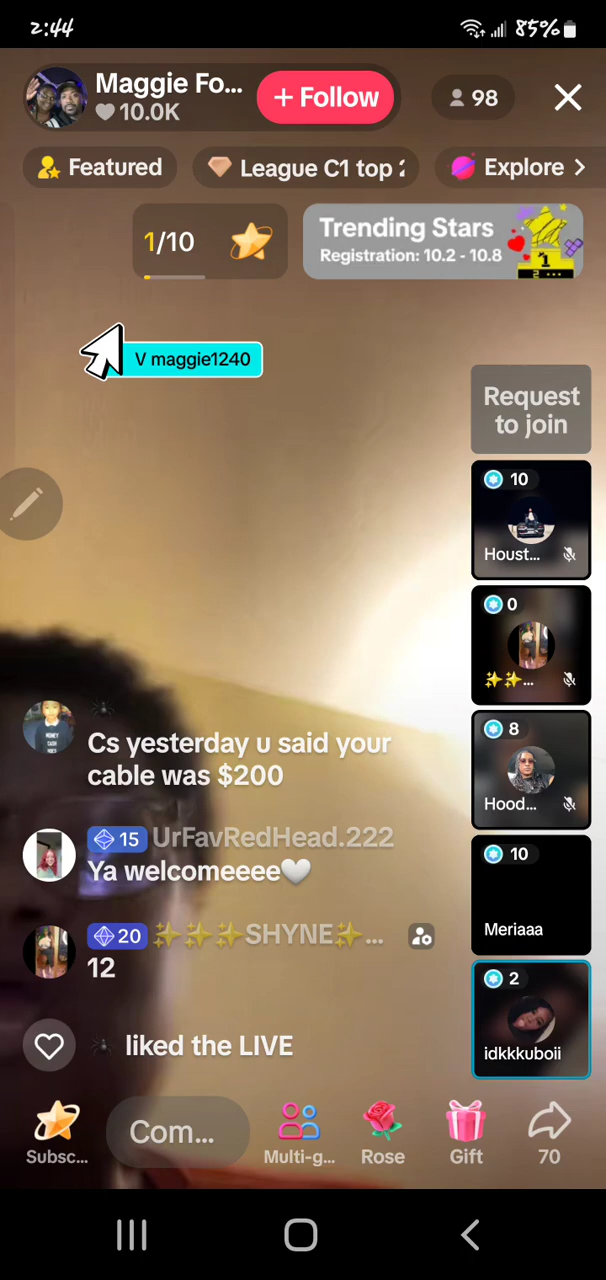 2:44
85%
Maggie Fo...
10.0K
+ Follow
98
Featured
League C1 top 2
Explore >
1/10
Trending Stars
Registration: 10.2 - 10.8
1
2
V maggie1240
Request
to join
10
Houst...
0
✨✨...
8
Hood...
10
Meriaaa
2
idkkkuboii
🕷
Cs yesterday u said your
cable was $200
15 UrFavRedHead.222
Ya welcomeeee🤍
20 ✨✨✨SHYNE✨...
12
🕷 liked the LIVE
Subsc...
Com...
Multi-g...
Rose
Gift
70